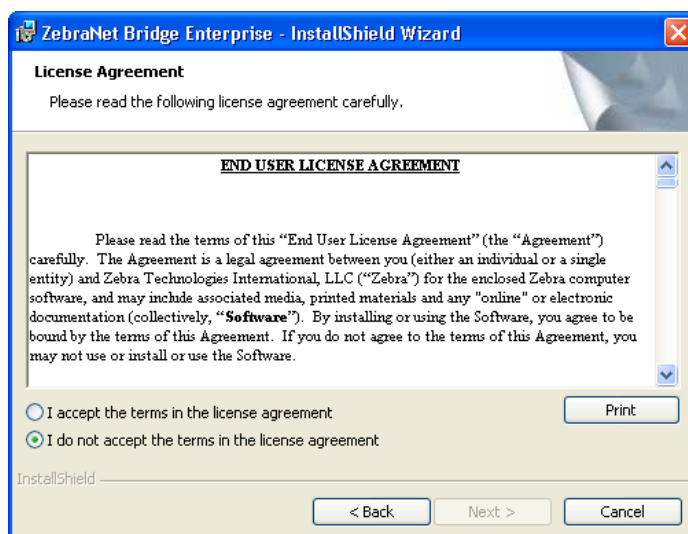 ZebraNet Bridge Enterprise - InstallShield Wizard
License Agreement
Please read the following license agreement carefully.
END USER LICENSE AGREEMENT
Please read the terms of this “End User License Agreement” (the “Agreement”)
carefully. The Agreement is a legal agreement between you (either an individual or a single
entity) and Zebra Technologies International, LLC (“Zebra”) for the enclosed Zebra computer
software, and may include associated media, printed materials and any "online" or electronic
documentation (collectively, “Software”). By installing or using the Software, you agree to be
bound by the terms of this Agreement. If you do not agree to the terms of this Agreement, you
may not use or install or use the Software.
I accept the terms in the license agreement
Print
I do not accept the terms in the license agreement
InstallShield
< Back
Next >
Cancel